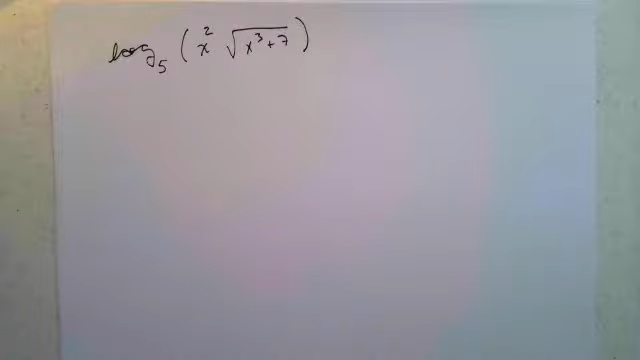 log₅ (x² √(x³+7))